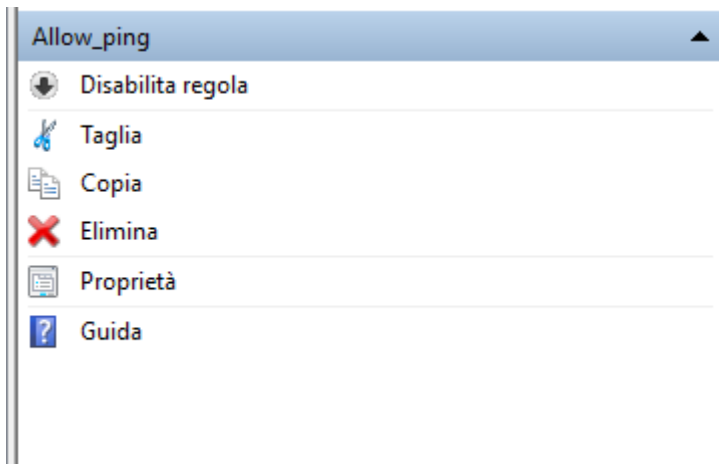 Allow_ping
Disabilita regola
Taglia
Copia
Elimina
Proprietà
Guida